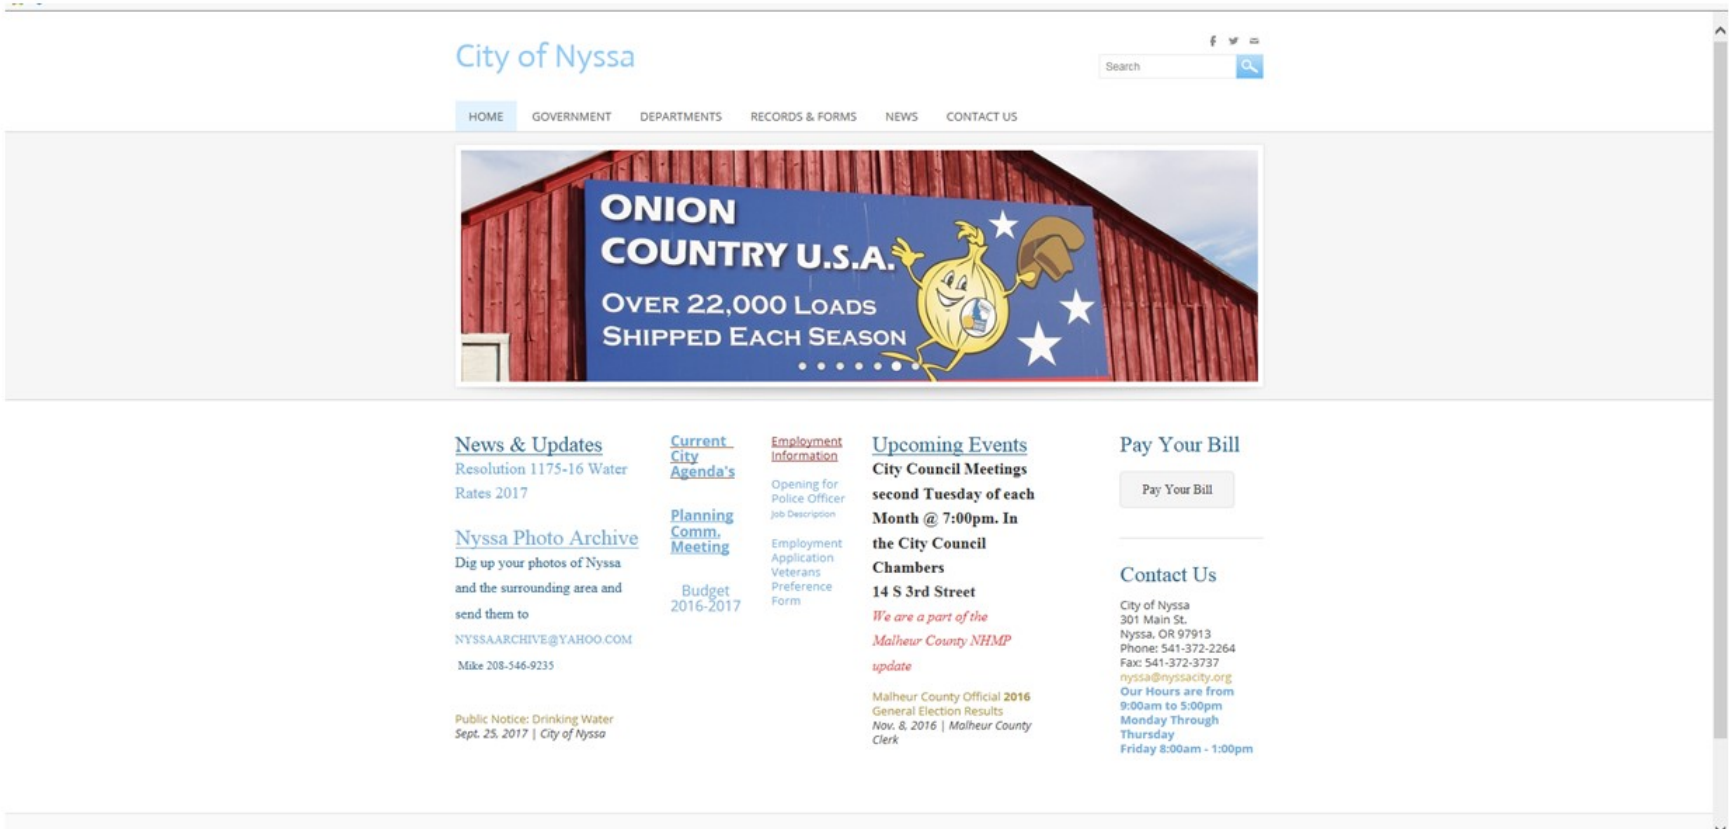 City of Nyssa
Search
HOME GOVERNMENT DEPARTMENTS RECORDS & FORMS NEWS CONTACT US
ONION
COUNTRY U.S.A.
OVER 22,000 LOADS
SHIPPED EACH SEASON
News & Updates
Resolution 1175-16 Water
Rates 2017
Nyssa Photo Archive
Dig up your photos of Nyssa
and the surrounding area and
send them to
NYSSAARCHIVE@YAHOO.COM
Mike 208-546-9235
Public Notice: Drinking Water
Sept. 25, 2017 | City of Nyssa
Current
City
Agenda's
Planning
Comm.
Meeting
Budget
2016-2017
Employment
Information
Opening for
Police Officer
Job Description
Employment
Application
Veterans
Preference
Form
Upcoming Events
City Council Meetings
second Tuesday of each
Month @ 7:00pm. In
the City Council
Chambers
14 S 3rd Street
We are a part of the
Malheur County NHMP
update
Malheur County Official 2016
General Election Results
Nov. 8, 2016 | Malheur County
Clerk
Pay Your Bill
Pay Your Bill
Contact Us
City of Nyssa
301 Main St.
Nyssa, OR 97913
Phone: 541-372-2264
Fax: 541-372-3737
nyssa@nyssacity.org
Our Hours are from
9:00am to 5:00pm
Monday Through
Thursday
Friday 8:00am - 1:00pm